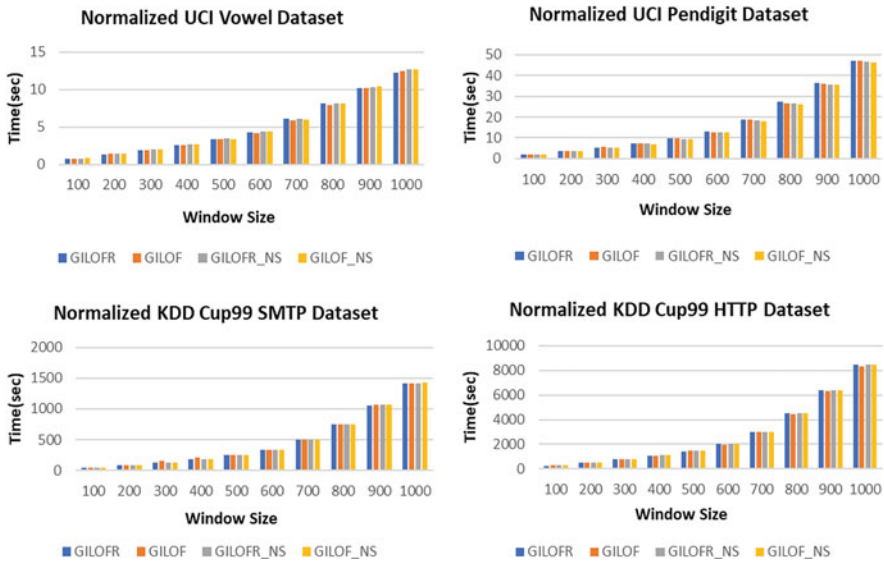 Normalized UCI Vowel Dataset
15
10
5
0
Time(sec)
100 200 300 400 500 600 700 800 900 1000
Window Size
GILOFR GILOF GILOFR_NS GILOF_NS
Normalized UCI Pendigit Dataset
50
40
30
20
10
0
Time(sec)
100 200 300 400 500 600 700 800 900 1000
Window Size
GILOFR GILOF GILOFR_NS GILOF_NS
Normalized KDD Cup99 SMTP Dataset
2000
1500
1000
500
0
Time(sec)
100 200 300 400 500 600 700 800 900 1000
Window Size
GILOFR GILOF GILOFR_NS GILOF_NS
Normalized KDD Cup99 HTTP Dataset
10000
8000
6000
4000
2000
0
Time(sec)
100 200 300 400 500 600 700 800 900 1000
Window Size
GILOFR GILOF GILOFR_NS GILOF_NS